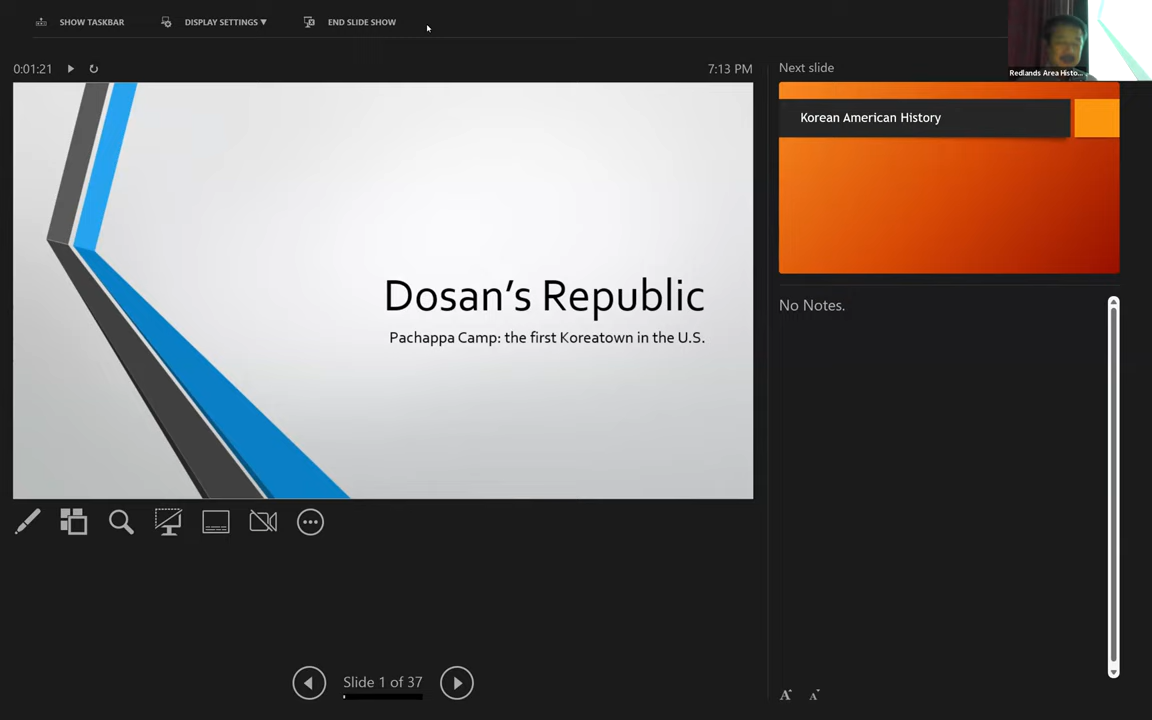 SHOW TASKBAR
DISPLAY SETTINGS ▼
END SLIDE SHOW
Redlands Area Histo...
0:01:21
7:13 PM
Next slide
Korean American History
Dosan’s Republic
Pachappa Camp: the first Koreatown in the U.S.
No Notes.
Slide 1 of 37
A A